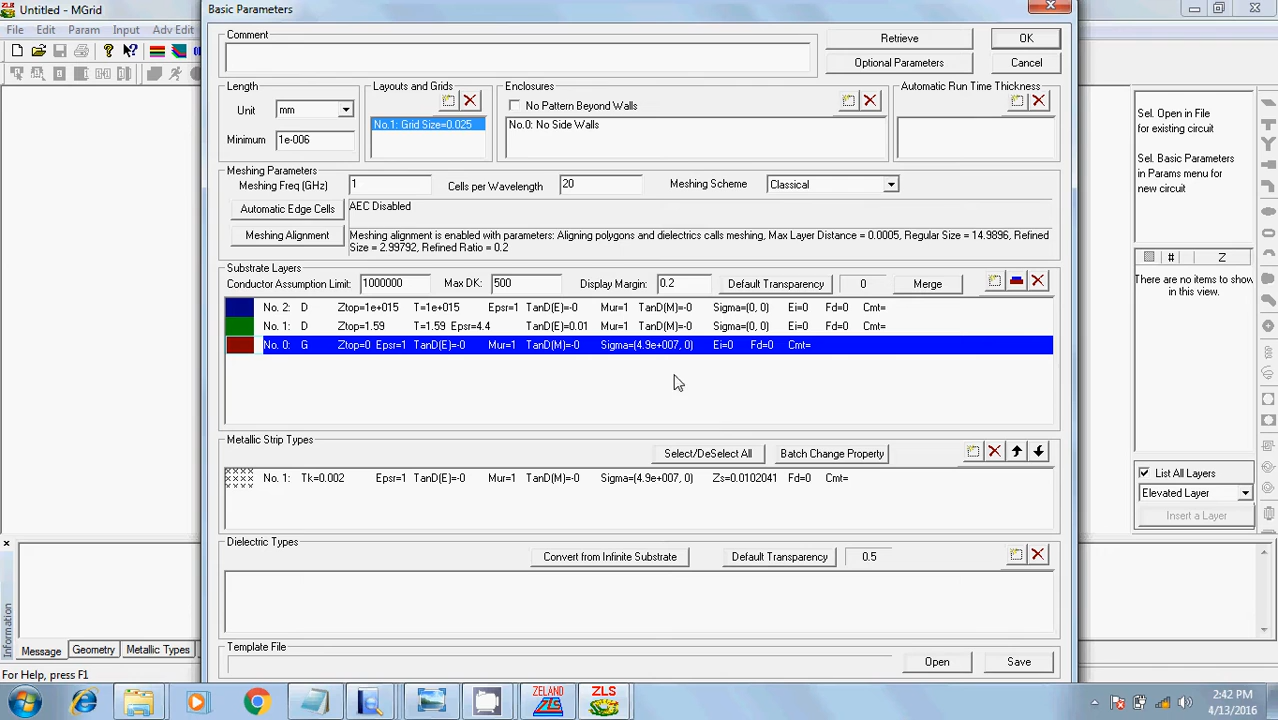 Untitled - MGrid
Basic Parameters
File Edit Param Input Adv Edit
Comment
Retrieve
OK
Optional Parameters
Cancel
Length
Unit
mm
Minimum
1e-006
Layouts and Grids
No.1: Grid Size=0.025
Enclosures
No Pattern Beyond Walls
No.0: No Side Walls
Automatic Run Time Thickness
Meshing Parameters
Meshing Freq (GHz)
1
Cells per Wavelength
20
Meshing Scheme
Classical
Automatic Edge Cells
AEC Disabled
Meshing Alignment
Meshing alignment is enabled with parameters: Aligning polygons and dielectrics calls meshing, Max Layer Distance = 0.0005, Regular Size = 14.9896, Refined
Size = 2.99792, Refined Ratio = 0.2
Substrate Layers
Conductor Assumption Limit:
1000000
Max DK:
500
Display Margin:
0.2
Default Transparency
0
Merge
No. 2: D Ztop=1e+015 T=1e+015 Epsr=1 TanD(E)=-0 Mur=1 TanD(M)=-0 Sigma=(0, 0) Ei=0 Fd=0 Cmt=
No. 1: D Ztop=1.59 T=1.59 Epsr=4.4 TanD(E)=0.01 Mur=1 TanD(M)=-0 Sigma=(0, 0) Ei=0 Fd=0 Cmt=
No. 0: G Ztop=0 Epsr=1 TanD(E)=-0 Mur=1 TanD(M)=-0 Sigma=(4.9e+007, 0) Ei=0 Fd=0 Cmt=
Metallic Strip Types
Select/DeSelect All
Batch Change Property
No. 1: Tk=0.002 Epsr=1 TanD(E)=-0 Mur=1 TanD(M)=-0 Sigma=(4.9e+007, 0) Zs=0.0102041 Fd=0 Cmt=
Dielectric Types
Convert from Infinite Substrate
Default Transparency
0.5
Template File
Open
Save
Sel. Open in File
for existing circuit
Sel. Basic Parameters
in Params menu for
new circuit
# Z
There are no items to show
in this view.
List All Layers
Elevated Layer
Insert a Layer
Information
Message Geometry Metallic Types
For Help, press F1
ZELAND
ZLS
2:42 PM
4/13/2016